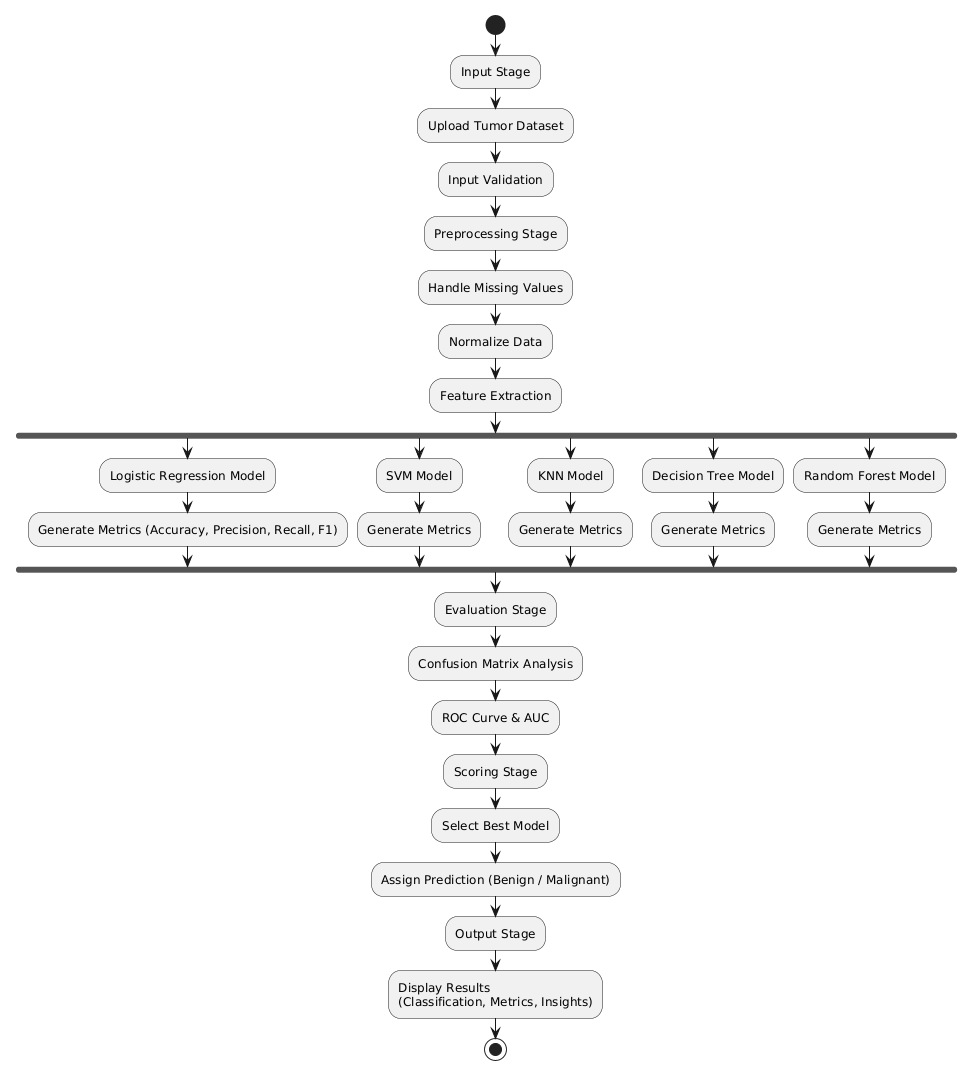 Input Stage
Upload Tumor Dataset
Input Validation
Preprocessing Stage
Handle Missing Values
Normalize Data
Feature Extraction
Logistic Regression Model
Generate Metrics (Accuracy, Precision, Recall, F1)
SVM Model
Generate Metrics
KNN Model
Generate Metrics
Decision Tree Model
Generate Metrics
Random Forest Model
Generate Metrics
Evaluation Stage
Confusion Matrix Analysis
ROC Curve & AUC
Scoring Stage
Select Best Model
Assign Prediction (Benign / Malignant)
Output Stage
Display Results
(Classification, Metrics, Insights)